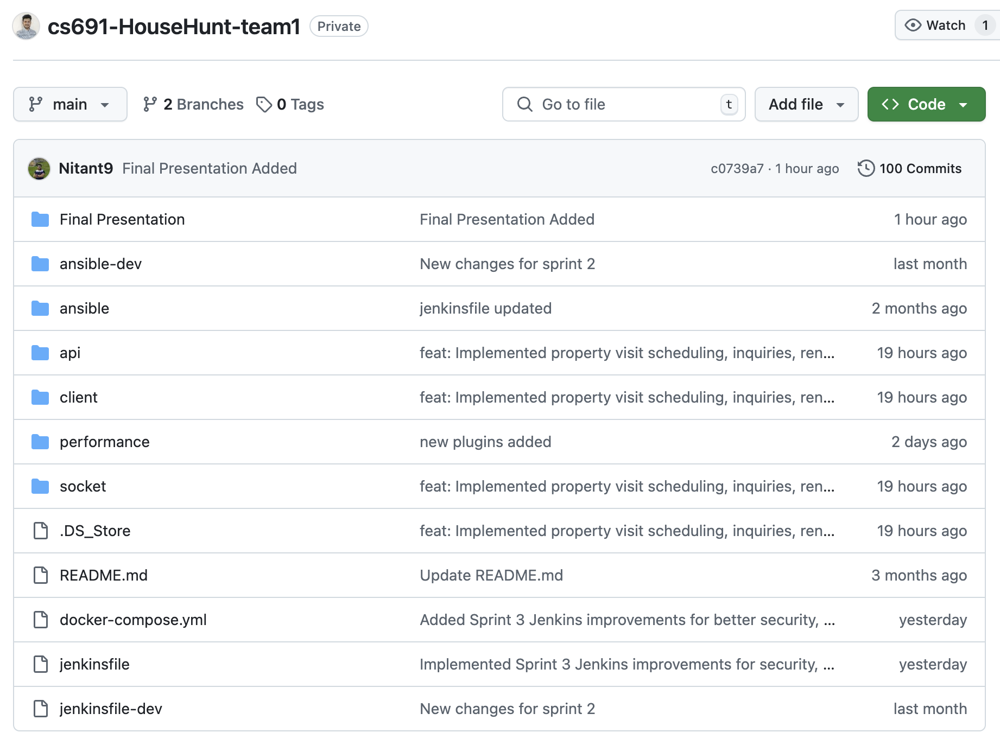 cs691-HouseHunt-team1 Private Watch 1
main 2 Branches 0 Tags Go to file t Add file Code
Nitant9 Final Presentation Added c0739a7 · 1 hour ago 100 Commits
Final Presentation Final Presentation Added 1 hour ago
ansible-dev New changes for sprint 2 last month
ansible jenkinsfile updated 2 months ago
api feat: Implemented property visit scheduling, inquiries, ren... 19 hours ago
client feat: Implemented property visit scheduling, inquiries, ren... 19 hours ago
performance new plugins added 2 days ago
socket feat: Implemented property visit scheduling, inquiries, ren... 19 hours ago
.DS_Store feat: Implemented property visit scheduling, inquiries, ren... 19 hours ago
README.md Update README.md 3 months ago
docker-compose.yml Added Sprint 3 Jenkins improvements for better security, ... yesterday
jenkinsfile Implemented Sprint 3 Jenkins improvements for security, ... yesterday
jenkinsfile-dev New changes for sprint 2 last month